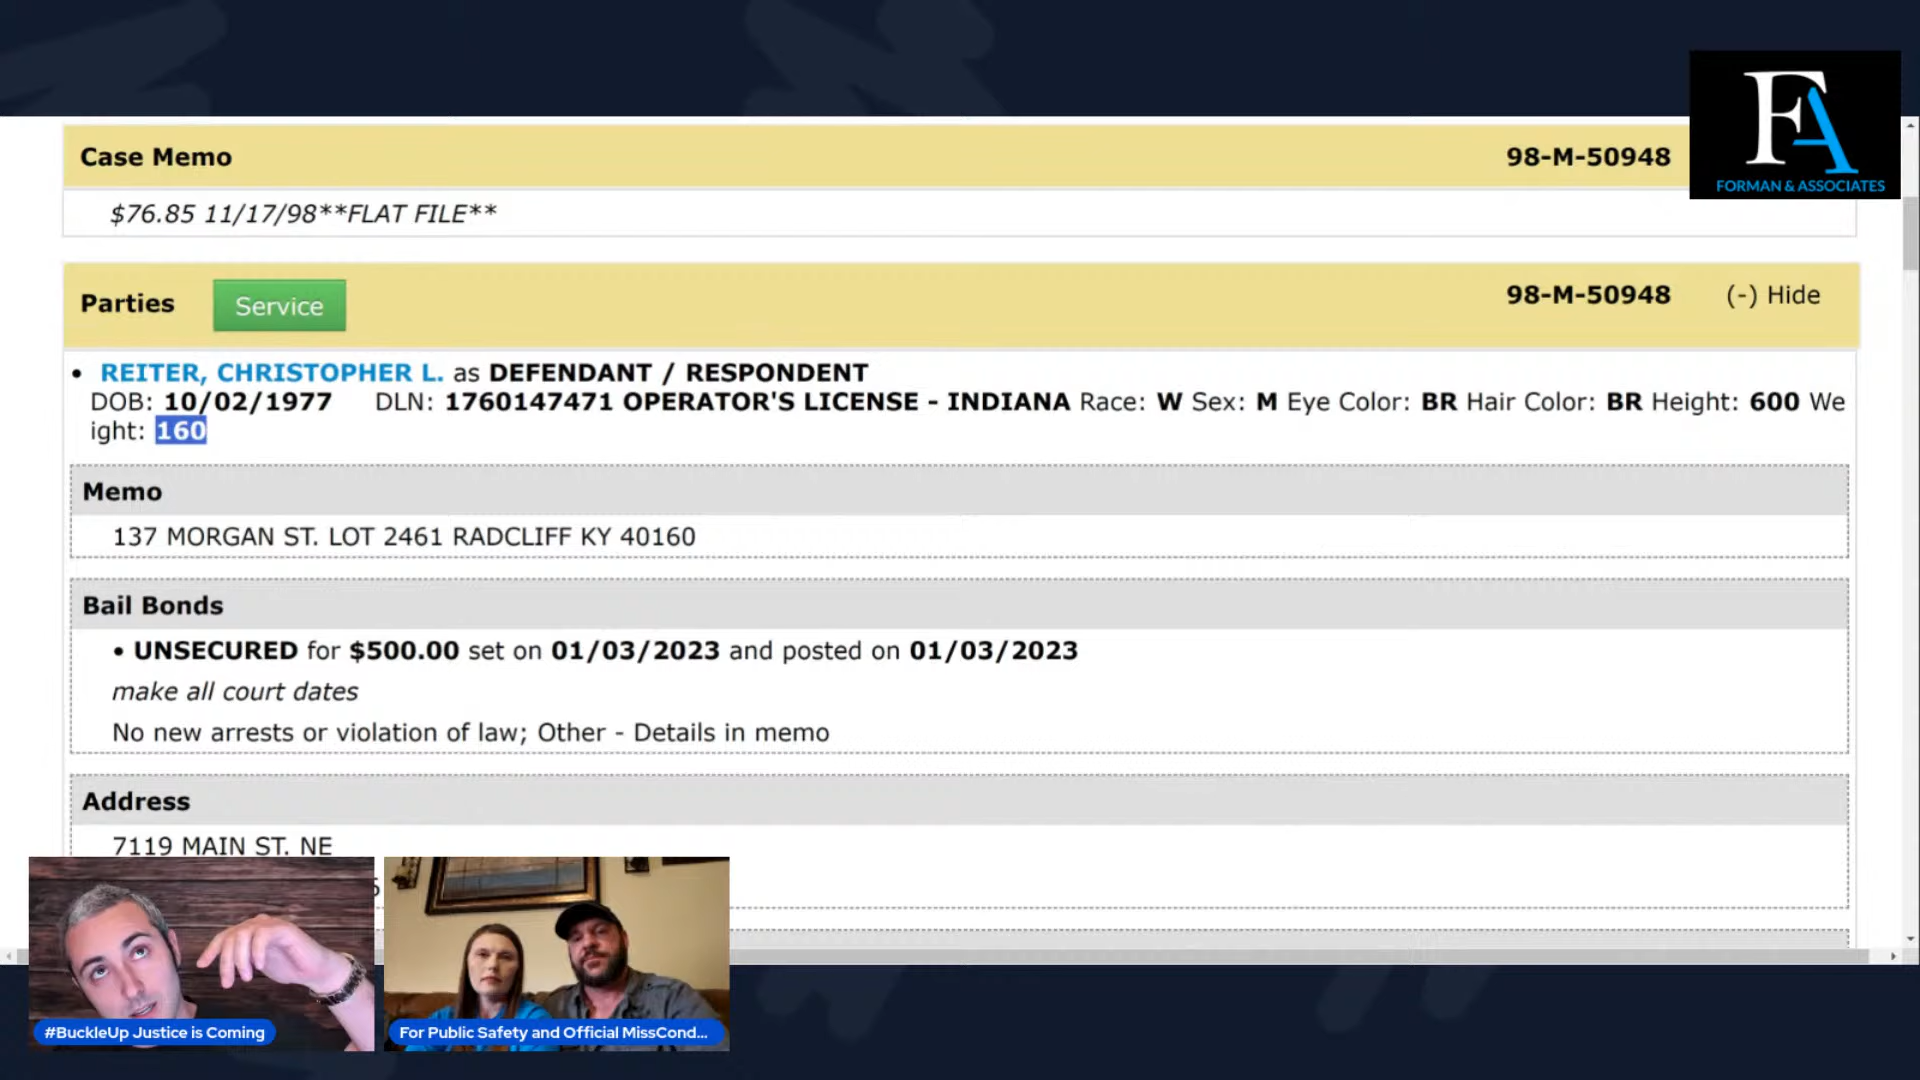 Case Memo 98-M-50948
FA
FORMAN & ASSOCIATES
$76.85 11/17/98**FLAT FILE**
Parties Service 98-M-50948 (-) Hide
• REITER, CHRISTOPHER L. as DEFENDANT / RESPONDENT
DOB: 10/02/1977 DLN: 1760147471 OPERATOR'S LICENSE - INDIANA Race: W Sex: M Eye Color: BR Hair Color: BR Height: 600 We
ight: 160
Memo
137 MORGAN ST. LOT 2461 RADCLIFF KY 40160
Bail Bonds
• UNSECURED for $500.00 set on 01/03/2023 and posted on 01/03/2023
make all court dates
No new arrests or violation of law; Other - Details in memo
Address
7119 MAIN ST. NE
#BuckleUp Justice is Coming
For Public Safety and Official MissCond...